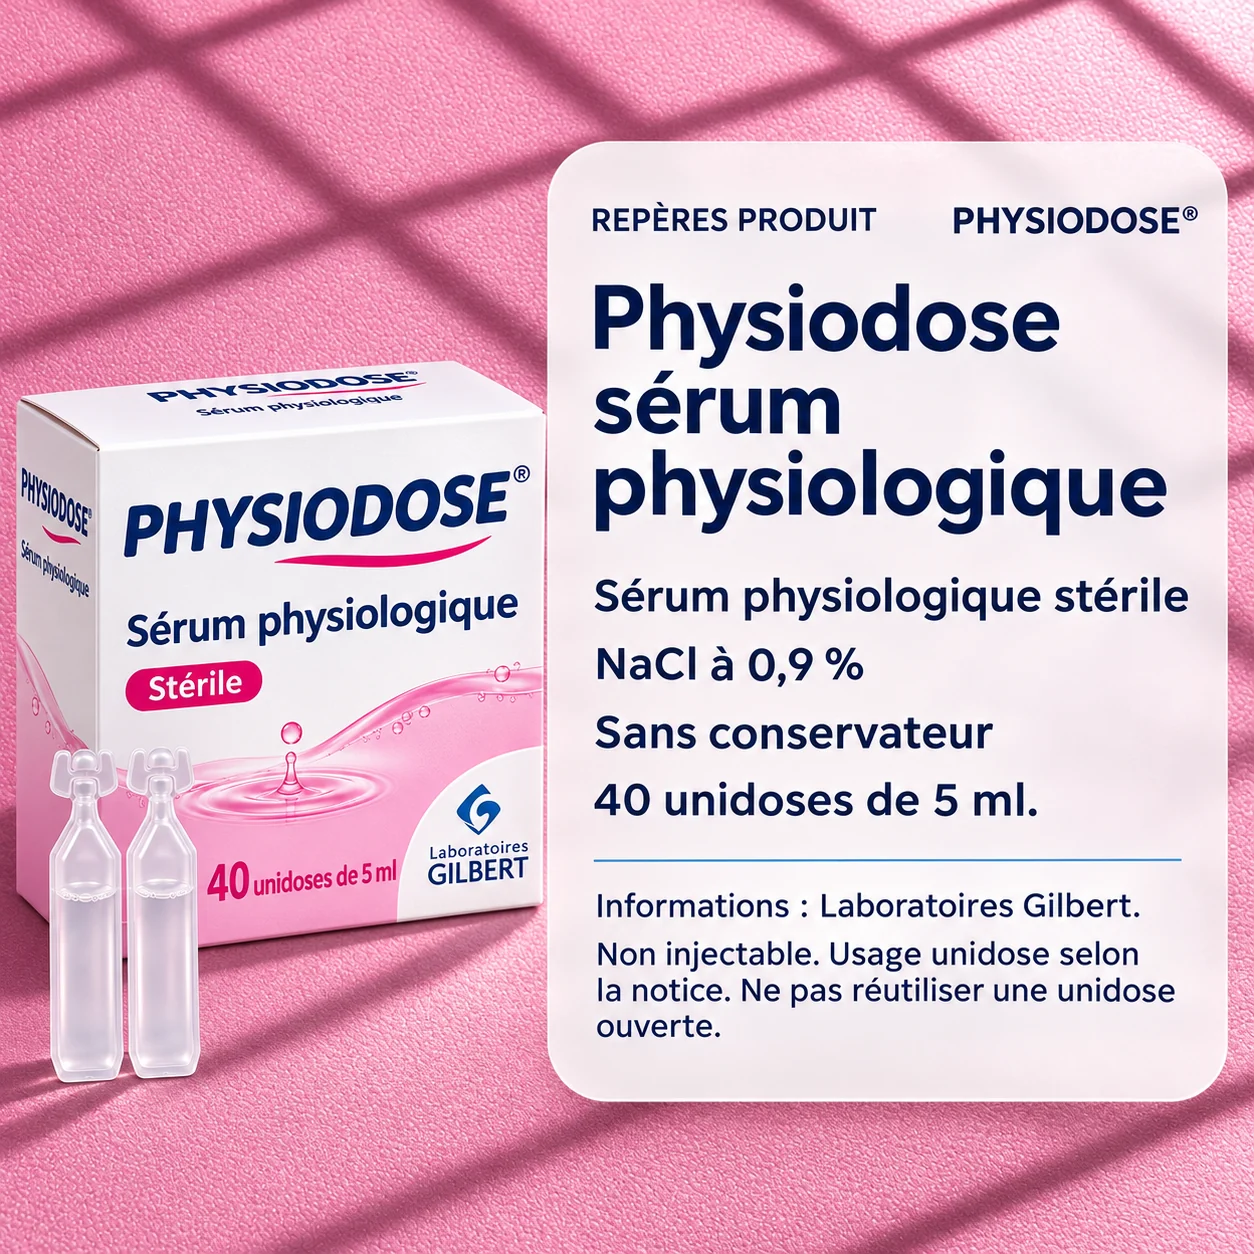 PHYSIODOSE®
Sérum physiologique
PHYSIODOSE®
Sérum physiologique
PHYSIODOSE®
Sérum physiologique
Stérile
40 unidoses de 5 ml
Laboratoires
GILBERT
REPÈRES PRODUIT PHYSIODOSE®
Physiodose
sérum
physiologique
Sérum physiologique stérile
NaCl à 0,9 %
Sans conservateur
40 unidoses de 5 ml.
Informations : Laboratoires Gilbert.
Non injectable. Usage unidose selon
la notice. Ne pas réutiliser une unidose
ouverte.